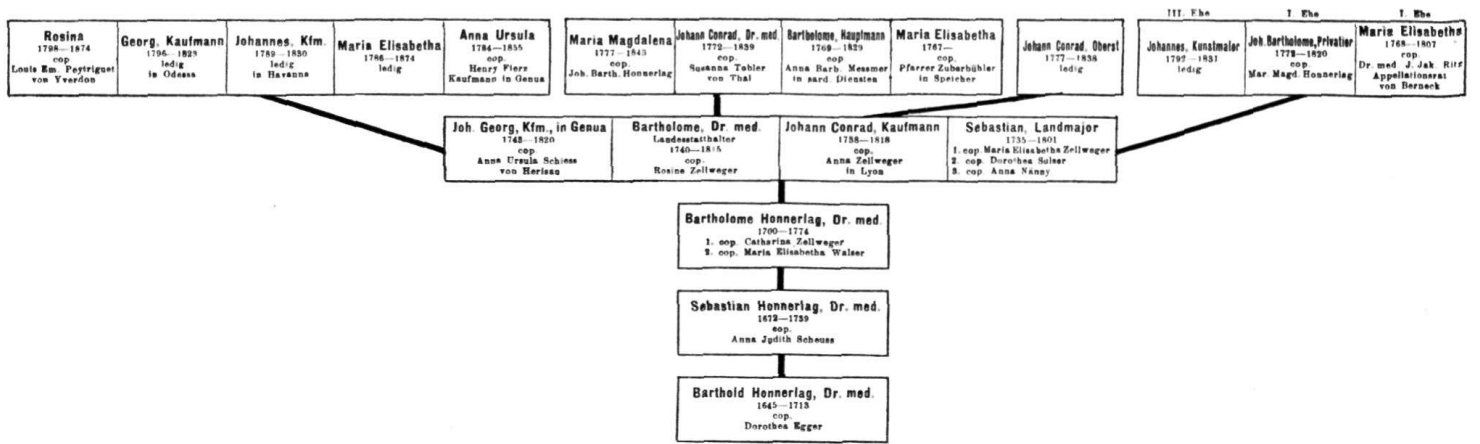 III. Ehe
I. Ehe
I. Ehe
Rosina
1798—1874
cop.
Louis Em. Peytriguet
von Yverdon
Georg, Kaufmann
1796—1823
ledig
in Odessa
Johannes, Kfm.
1789—1830
ledig
in Havanna
Maria Elisabetha
1786—1874
ledig
Anna Ursula
1784—1855
cop.
Henry Fierz
Kaufmann in Genua
Maria Magdalena
1777—1843
cop.
Joh. Barth. Honnerlag
Johann Conrad, Dr. med.
1772—1839
cop.
Susanna Tobler
von Thal
Bartholome, Hauptmann
1769—1829
cop.
Anna Barb. Messmer
in sard. Diensten
Maria Elisabetha
1767—
cop.
Pfarrer Zuberbühler
in Speicher
Johann Conrad, Oberst
1777—1838
ledig
Johannes, Kunstmaler
1792—1831
ledig
Joh. Bartholome, Privatier
1772—1820
cop.
Mar. Magd. Honnerlag
Maria Elisabetha
1768—1807
cop.
Dr. med. J. Jak. Ritz
Appellationsrat
von Berneck
Joh. Georg, Kfm., in Genua
1743—1820
cop.
Anna Ursula Schiess
von Herisau
Bartholome, Dr. med.
Landesstatthalter
1740—1815
cop.
Rosine Zellweger
Johann Conrad, Kaufmann
1738—1818
cop.
Anna Zellweger
in Lyon
Sebastian, Landmajor
1735—1801
1. cop. Maria Elisabetha Zellweger
2. cop. Dorothea Sulser
3. cop. Anna Nänny
Bartholome Honnerlag, Dr. med.
1700—1774
1. cop. Catharina Zellweger
2. cop. Maria Elisabetha Walser
Sebastian Honnerlag, Dr. med.
1672—1739
cop.
Anna Judith Scheuss
Barthold Honnerlag, Dr. med.
1645—1713
cop.
Dorothea Egger